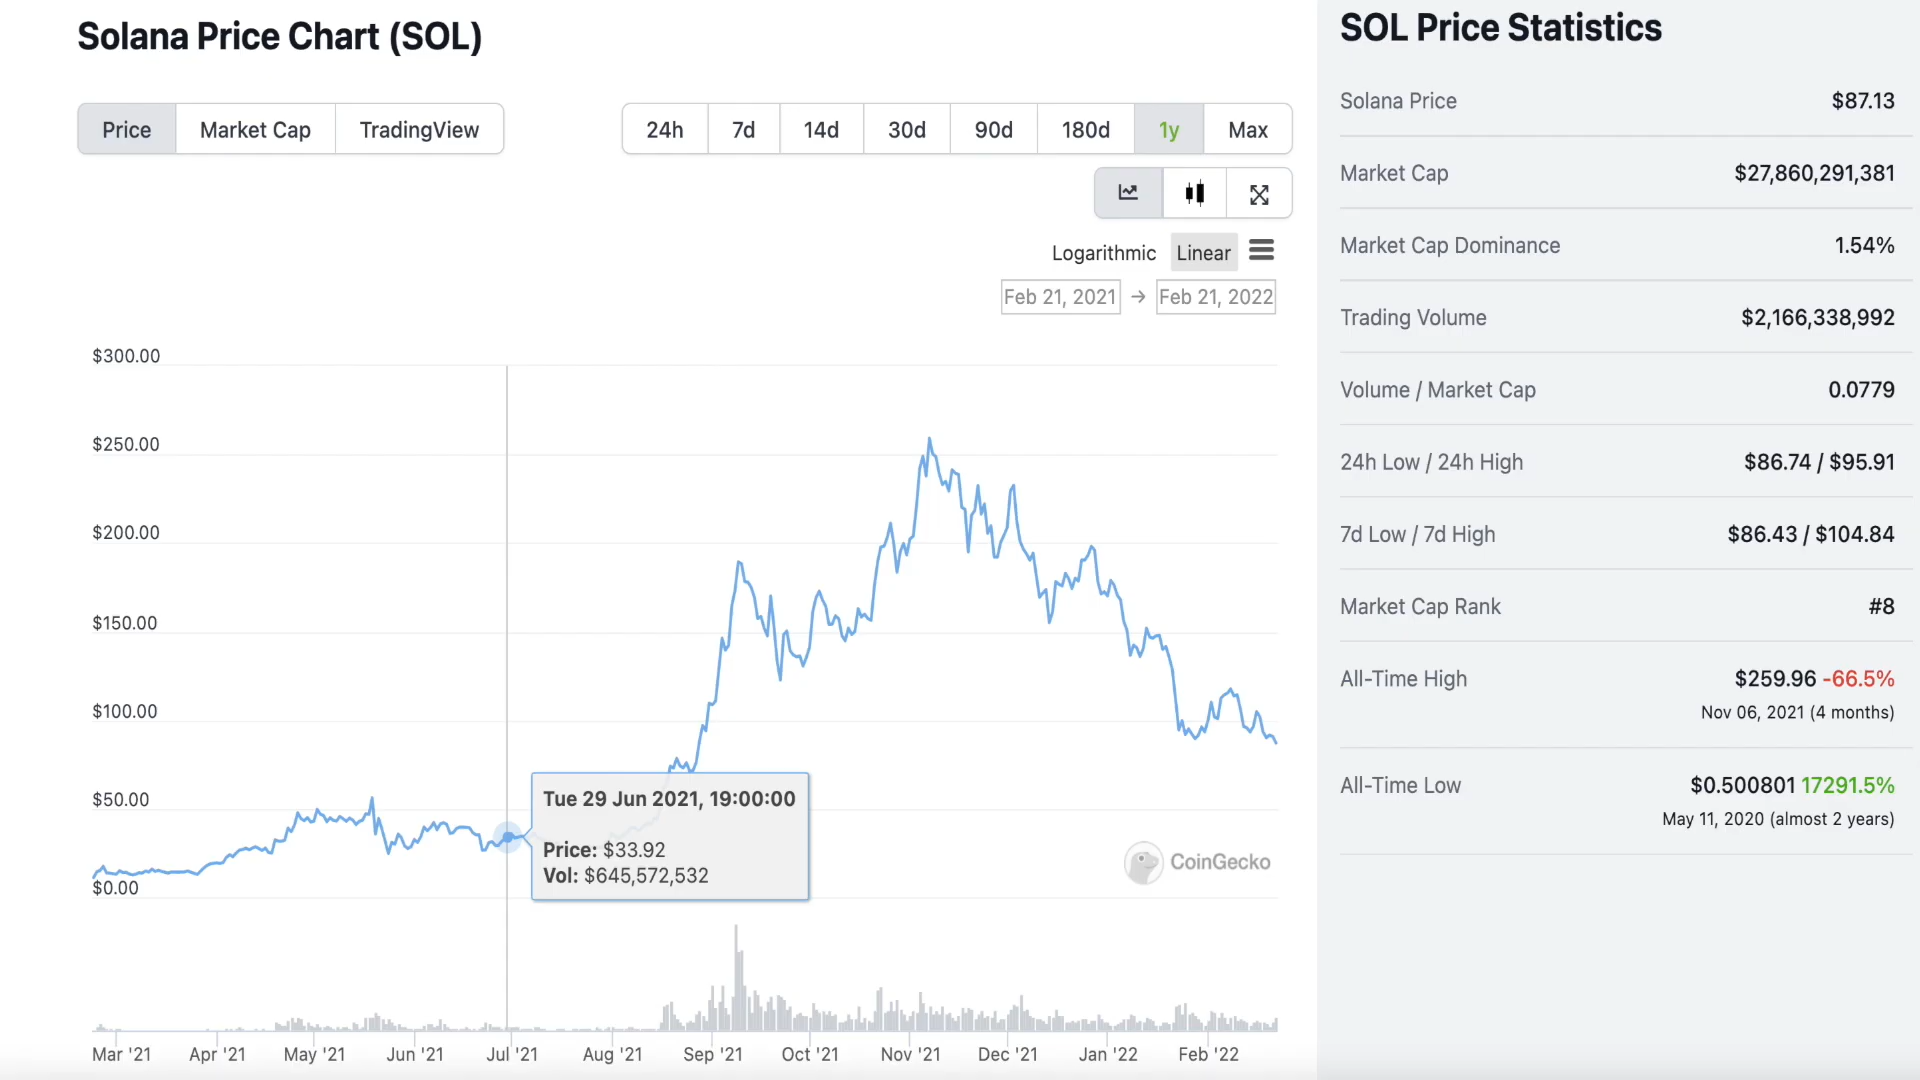 Solana Price Chart (SOL)
Price Market Cap TradingView
24h 7d 14d 30d 90d 180d 1y Max
Logarithmic Linear
Feb 21, 2021 → Feb 21, 2022
$300.00
$250.00
$200.00
$150.00
$100.00
$50.00
$0.00
Tue 29 Jun 2021, 19:00:00
Price: $33.92
Vol: $645,572,532
CoinGecko
Mar '21 Apr '21 May '21 Jun '21 Jul '21 Aug '21 Sep '21 Oct '21 Nov '21 Dec '21 Jan '22 Feb '22
SOL Price Statistics
Solana Price $87.13
Market Cap $27,860,291,381
Market Cap Dominance 1.54%
Trading Volume $2,166,338,992
Volume / Market Cap 0.0779
24h Low / 24h High $86.74 / $95.91
7d Low / 7d High $86.43 / $104.84
Market Cap Rank #8
All-Time High $259.96 -66.5%
Nov 06, 2021 (4 months)
All-Time Low $0.500801 17291.5%
May 11, 2020 (almost 2 years)